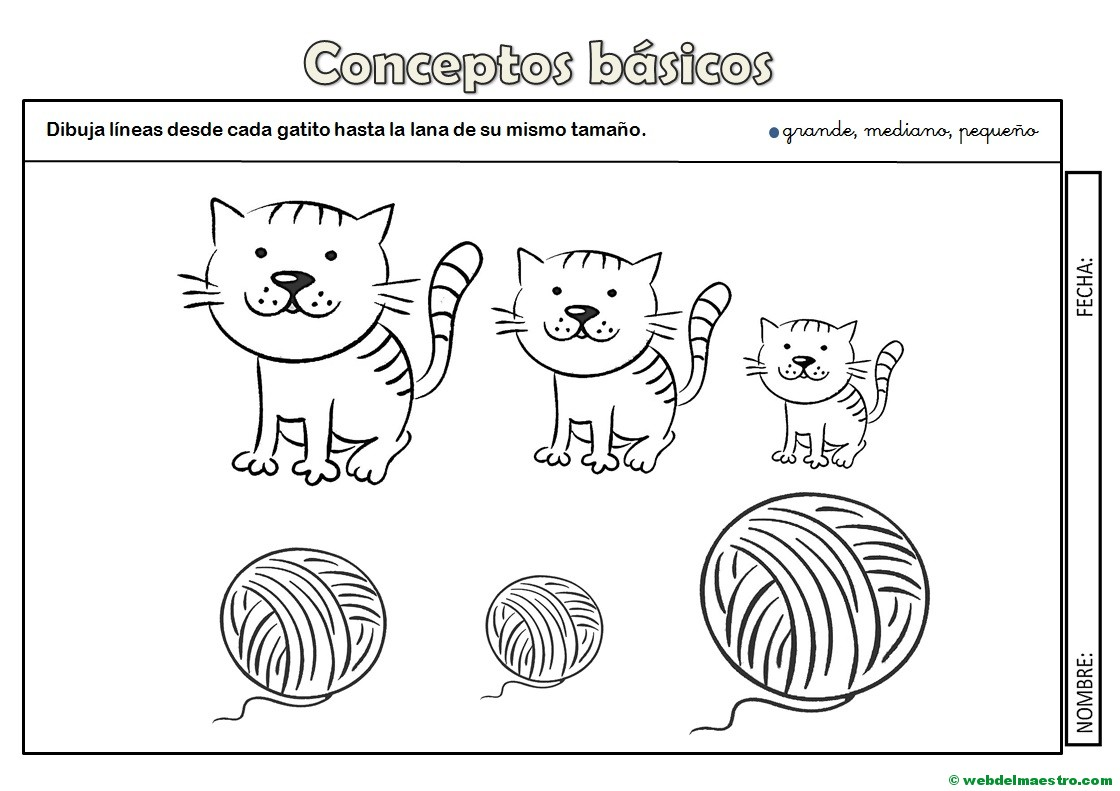 Conceptos básicos
Dibuja líneas desde cada gatito hasta la lana de su mismo tamaño.
grande, mediano, pequeño
FECHA:
NOMBRE:
© webdelmaestro.com